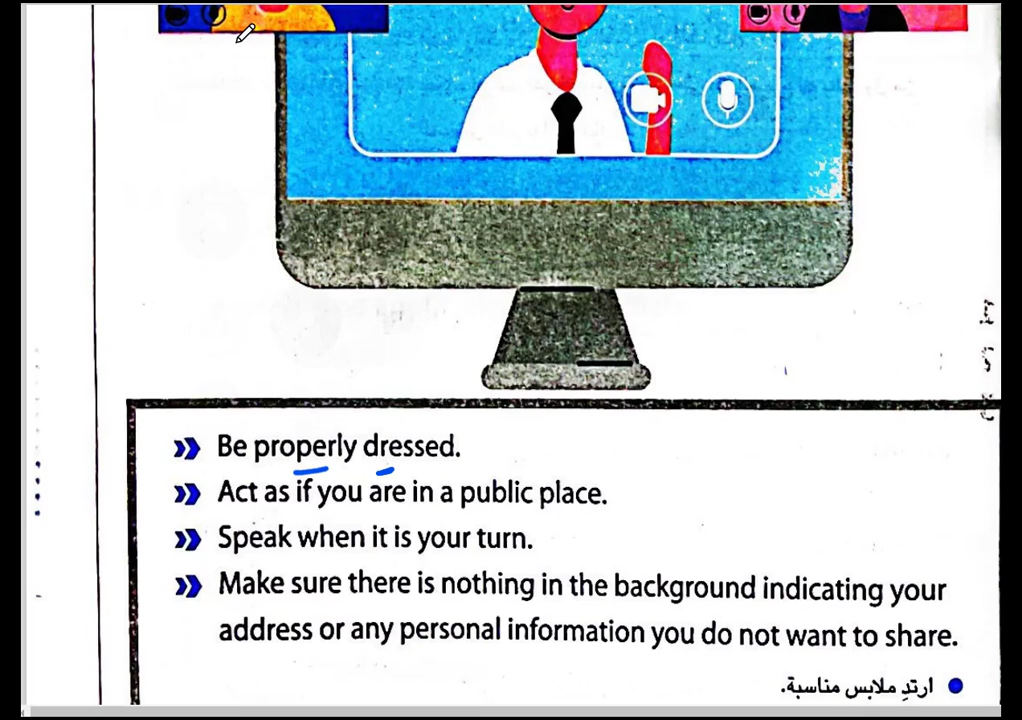 Be properly dressed.
Act as if you are in a public place.
Speak when it is your turn.
Make sure there is nothing in the background indicating your
address or any personal information you do not want to share.
ارتدِ ملابس مناسبة.